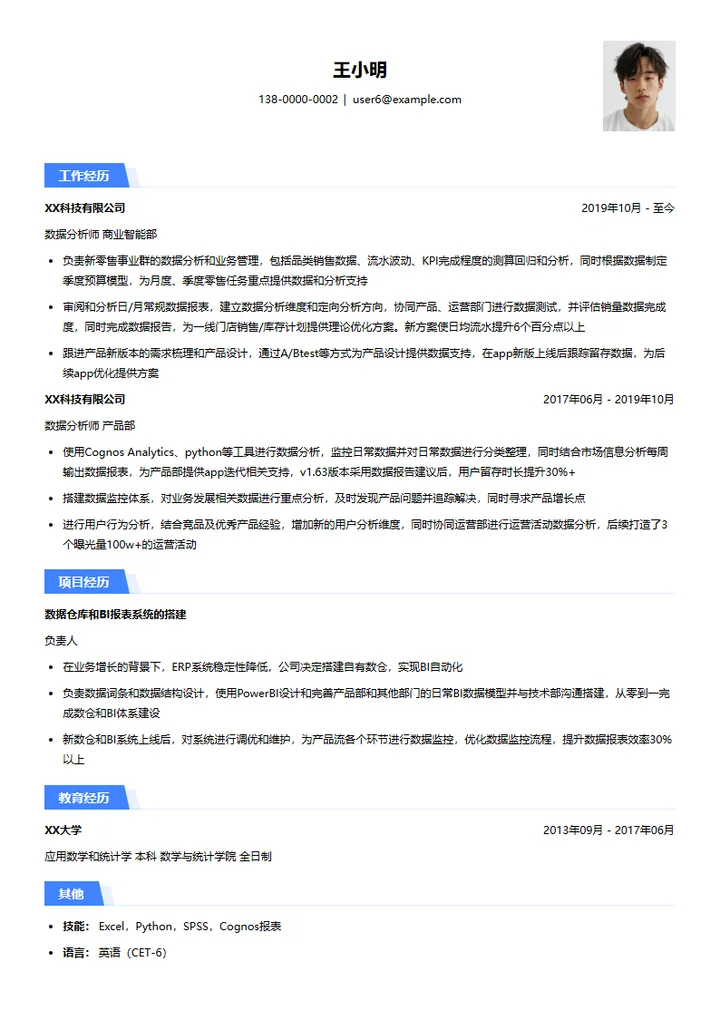 王小明
138-0000-0002 | user6@example.com
工作经历
XX科技有限公司 2019年10月 - 至今
数据分析师 商业智能部
• 负责新零售事业群的数据分析和业务管理，包括品类销售数据、流水波动、KPI完成程度的测算回归和分析，同时根据数据制定
季度预算模型，为月度、季度零售任务重点提供数据和分析支持
• 审阅和分析日/月常规数据报表，建立数据分析维度和定向分析方向，协同产品、运营部门进行数据测试，并评估销量数据完成
度，同时完成数据报告，为一线门店销售/库存计划提供理论优化方案。新方案使日均流水提升6个百分点以上
• 跟进产品新版本的需求梳理和产品设计，通过A/Btest等方式为产品设计提供数据支持，在app新版上线后跟踪留存数据，为后
续app优化提供方案
XX科技有限公司 2017年06月 - 2019年10月
数据分析师 产品部
• 使用Cognos Analytics、python等工具进行数据分析，监控日常数据并对日常数据进行分类整理，同时结合市场信息分析每周
输出数据报表，为产品部提供app迭代相关支持，v1.63版本采用数据报告建议后，用户留存时长提升30%+
• 搭建数据监控体系，对业务发展相关数据进行重点分析，及时发现产品问题并追踪解决，同时寻求产品增长点
• 进行用户行为分析，结合竞品及优秀产品经验，增加新的用户分析维度，同时协同运营部进行运营活动数据分析，后续打造了3
个曝光量100w+的运营活动
项目经历
数据仓库和BI报表系统的搭建
负责人
• 在业务增长的背景下，ERP系统稳定性降低，公司决定搭建自有数仓，实现BI自动化
• 负责数据词条和数据结构设计，使用PowerBI设计和完善产品部和其他部门的日常BI数据模型并与技术部沟通搭建，从零到一完
成数仓和BI体系建设
• 新数仓和BI系统上线后，对系统进行调优和维护，为产品流各个环节进行数据监控，优化数据监控流程，提升数据报表效率30%
以上
教育经历
XX大学 2013年09月 - 2017年06月
应用数学和统计学 本科 数学与统计学院 全日制
其他
• 技能： Excel，Python，SPSS，Cognos报表
• 语言： 英语（CET-6）